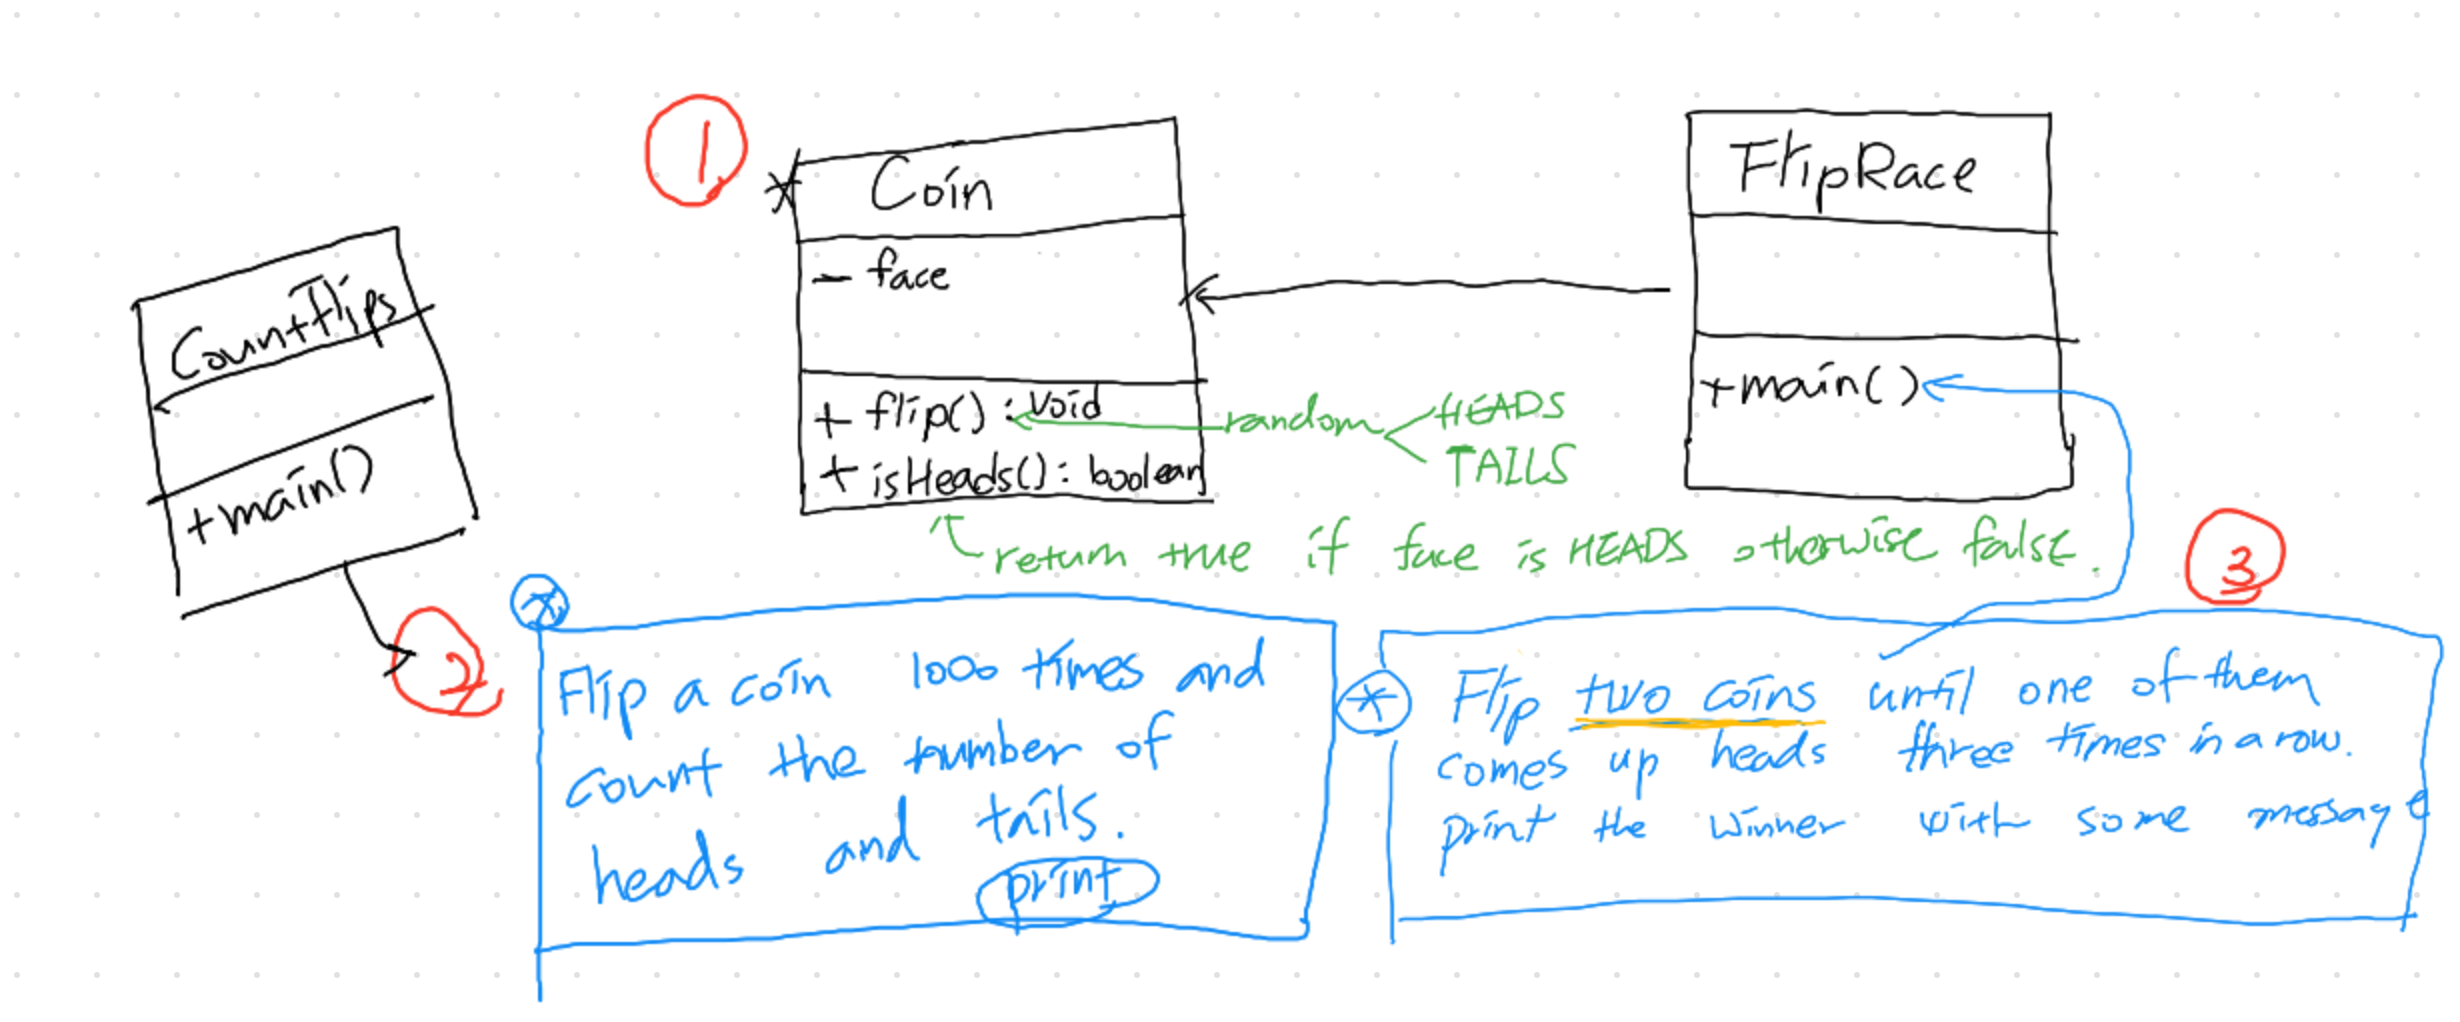 1
Coin
- face
+ flip() : void
+ isHeads() : boolean
random
HEADS
TAILS
return true if face is HEADS otherwise false.
FlipRace
+main()
CountFlips
+main()
2
Flip a coin 1000 times and
count the number of
heads and tails.
print
3
* Flip two coins until one of them
comes up heads three times in a row.
print the winner with some message